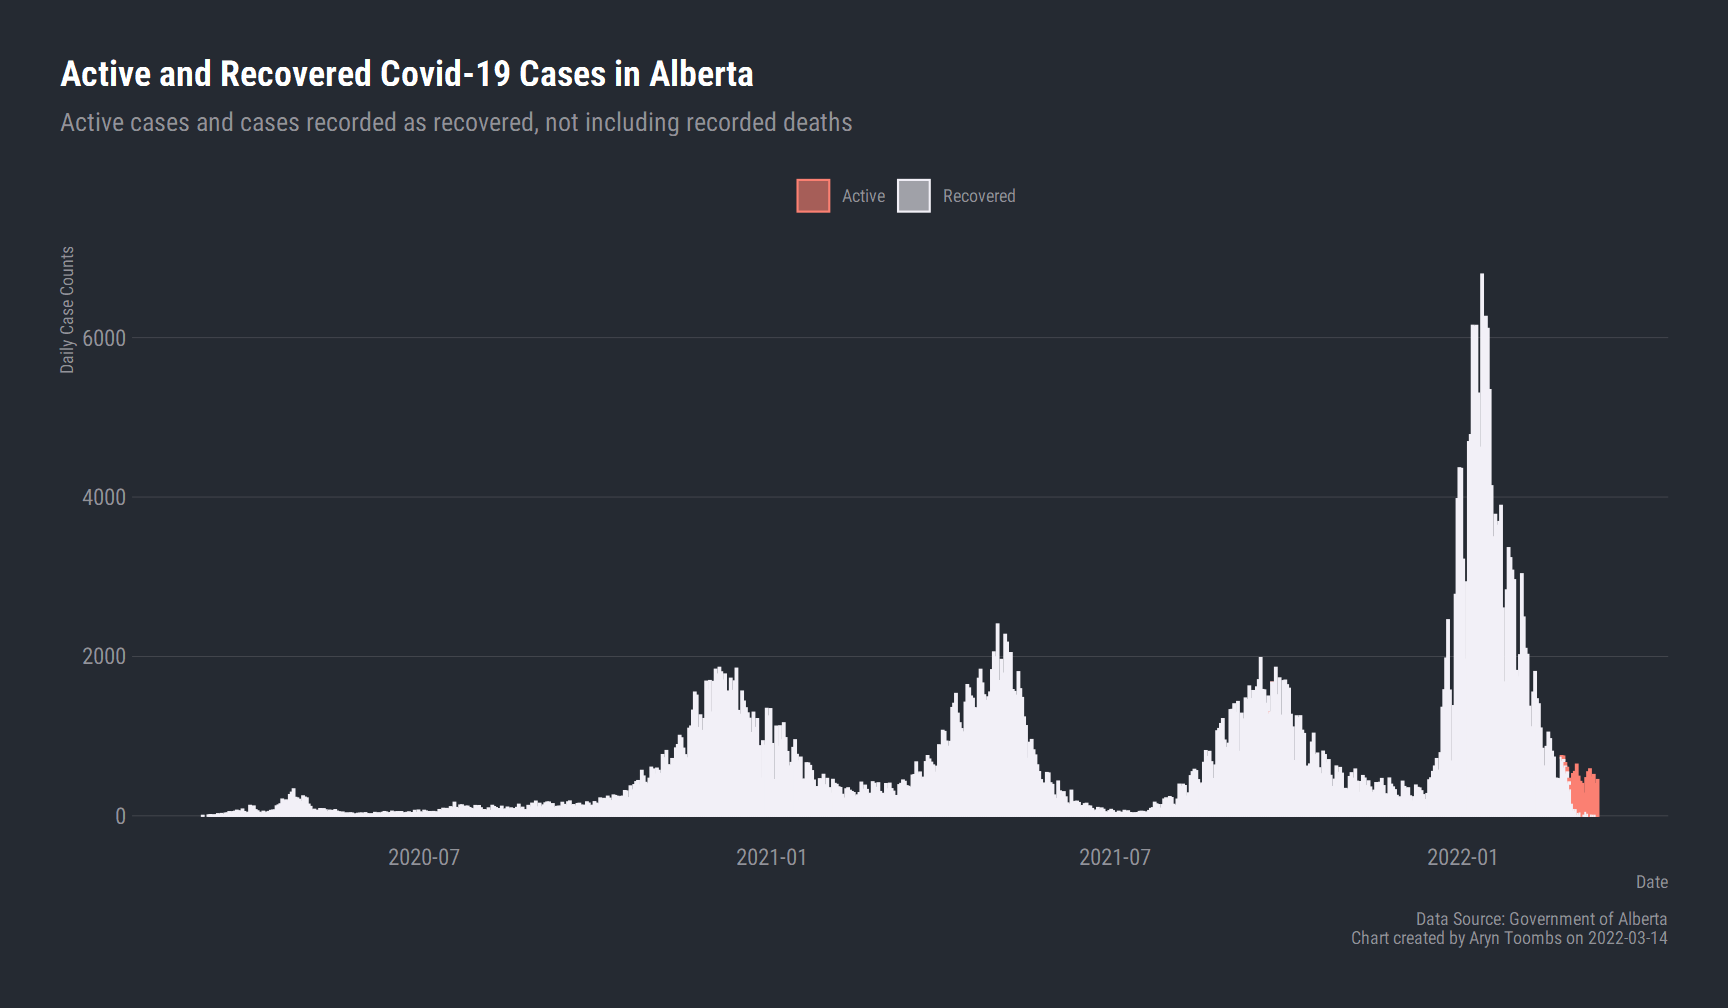 Active and Recovered Covid-19 Cases in Alberta
Active cases and cases recorded as recovered, not including recorded deaths
Active
Recovered
Daily Case Counts
6000
4000
2000
0
2020-07
2021-01
2021-07
2022-01
Date
Data Source: Government of Alberta
Chart created by Aryn Toombs on 2022-03-14